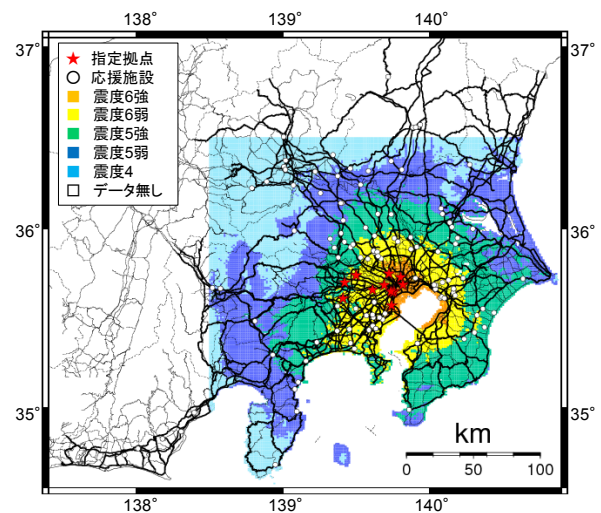 138° 139° 140°
37° 37°
指定拠点
応援施設
震度6強
震度6弱
震度5強
震度5弱
震度4
データ無し
36° 36°
35° 35°
km
0 50 100
138° 139° 140°